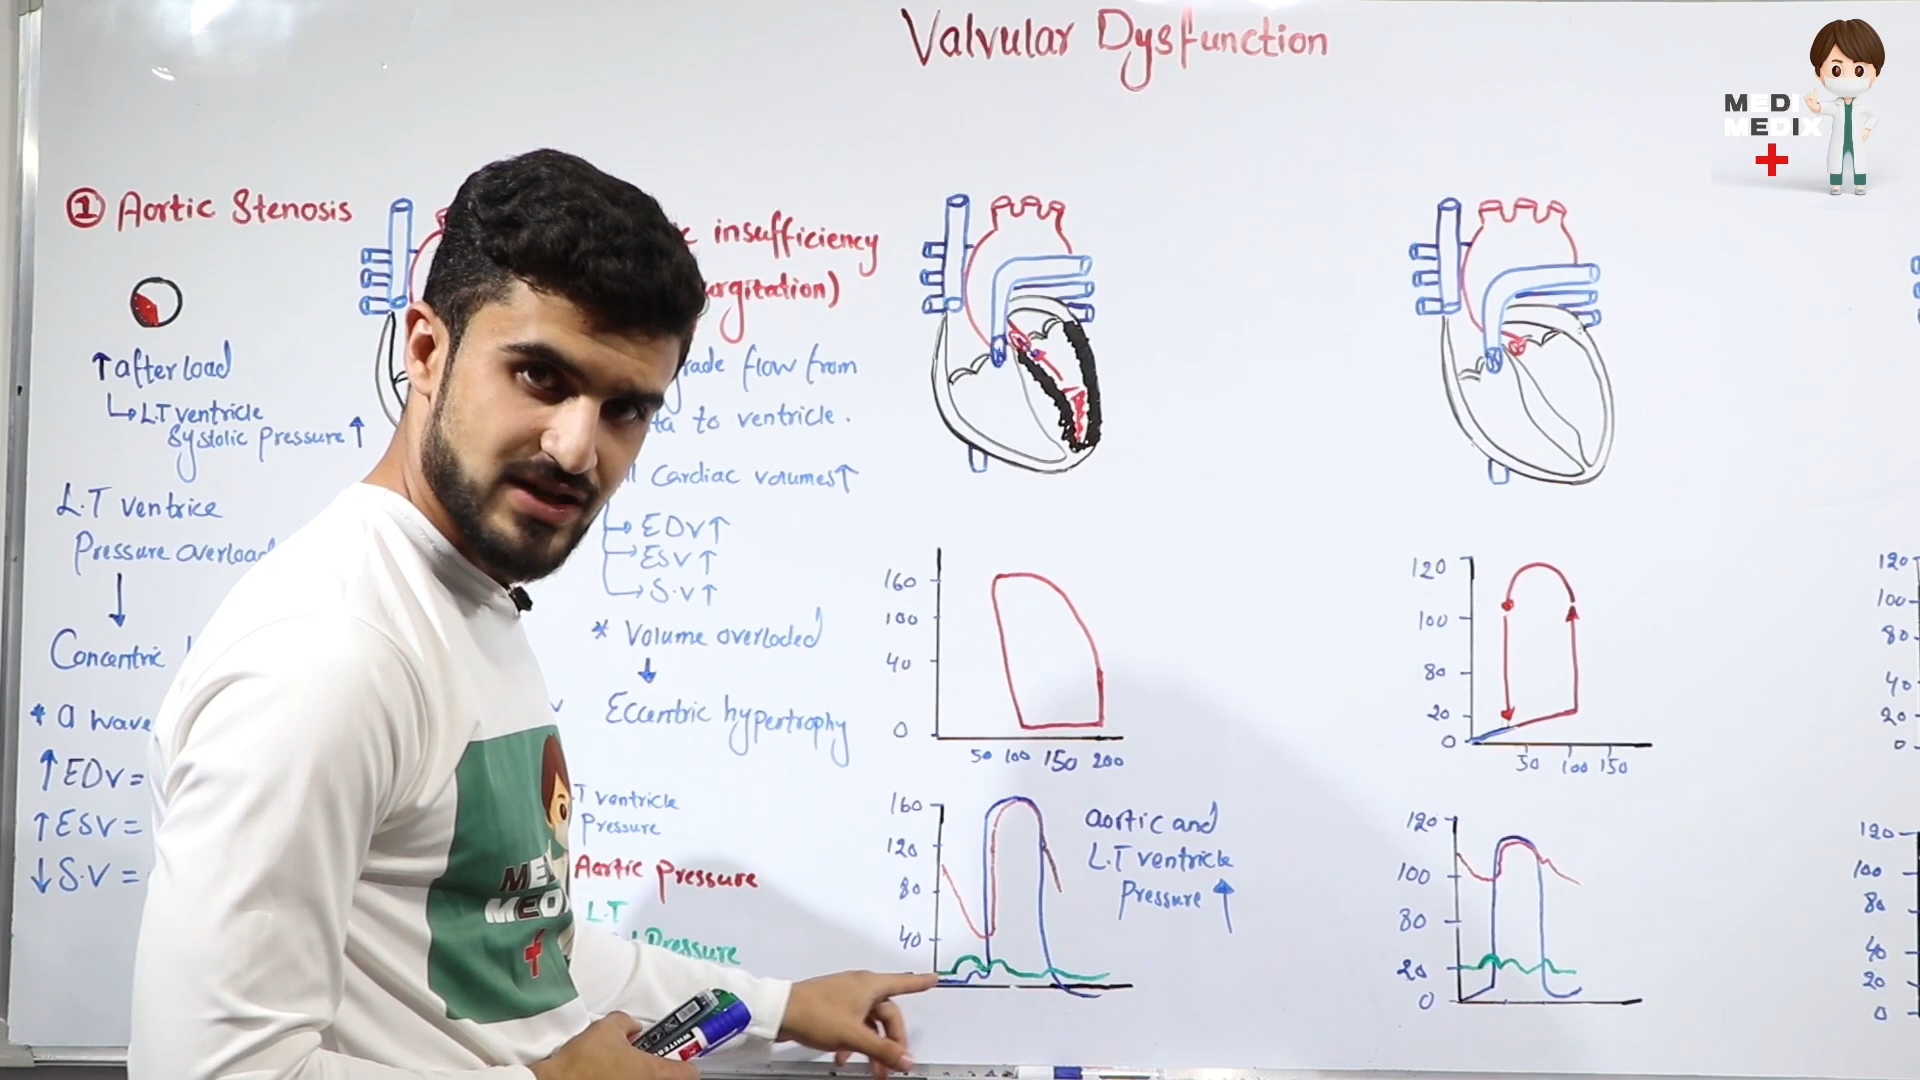 Valvular Dysfunction
MEDI
MEDIX
① Aortic Stenosis
↑ after load
↳ L.T ventricle
Systolic Pressure ↑
L.T ventrice
Pressure overload
↓
Concentric
* a wave
↑ EDV =
↑ ESV =
↓ S.V =
insufficiency
flow from
to ventricle.
Cardiac volumes ↑
→ EDV ↑
→ ESV ↑
→ S.V ↑
* Volume overloded
↓
Eccentric hypertrophy
T ventricle
Pressure
Aortic pressure
L.T
Pressure
160
100
40
0
50 100 150 200
160
120
80
40
aortic and
L.T ventricle
Pressure ↑
120
100
80
20
0
50 100 150
120
100
80
20
0
120
100
80
40
20
0
120
100
80
40
20
0
MEDI